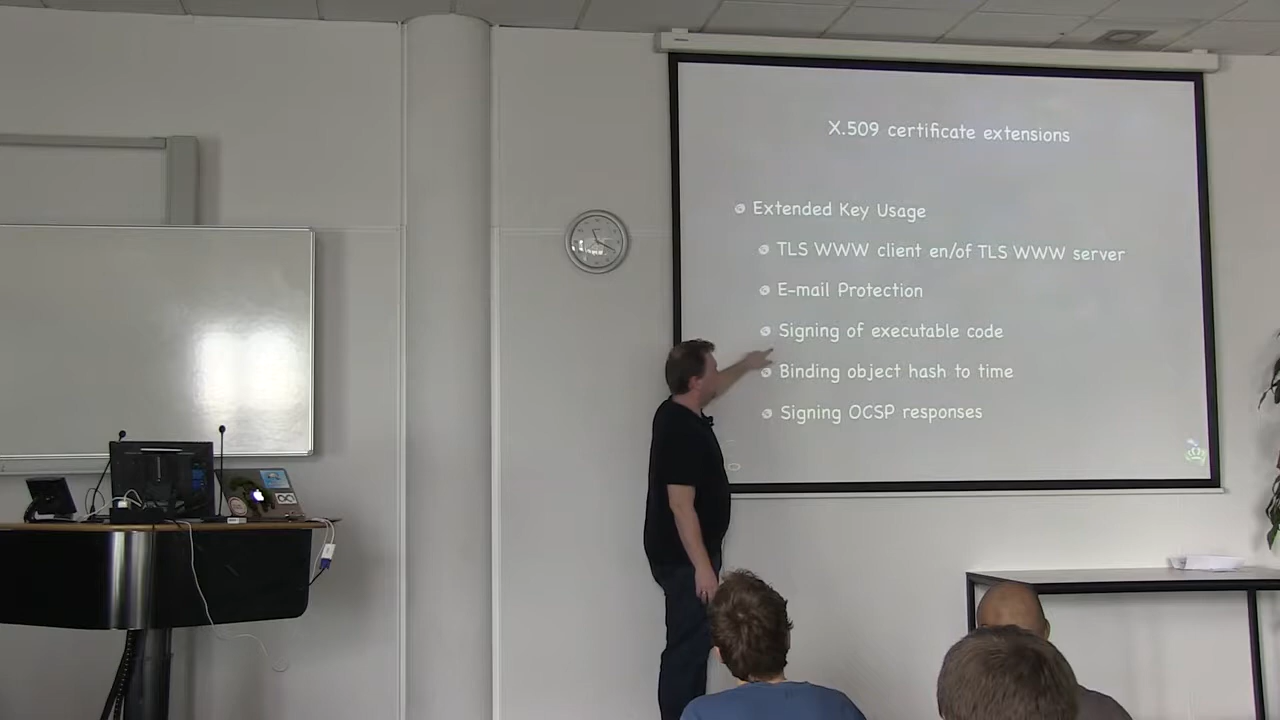 X.509 certificate extensions
Extended Key Usage
TLS WWW client en/of TLS WWW server
E-mail Protection
Signing of executable code
Binding object hash to time
Signing OCSP responses